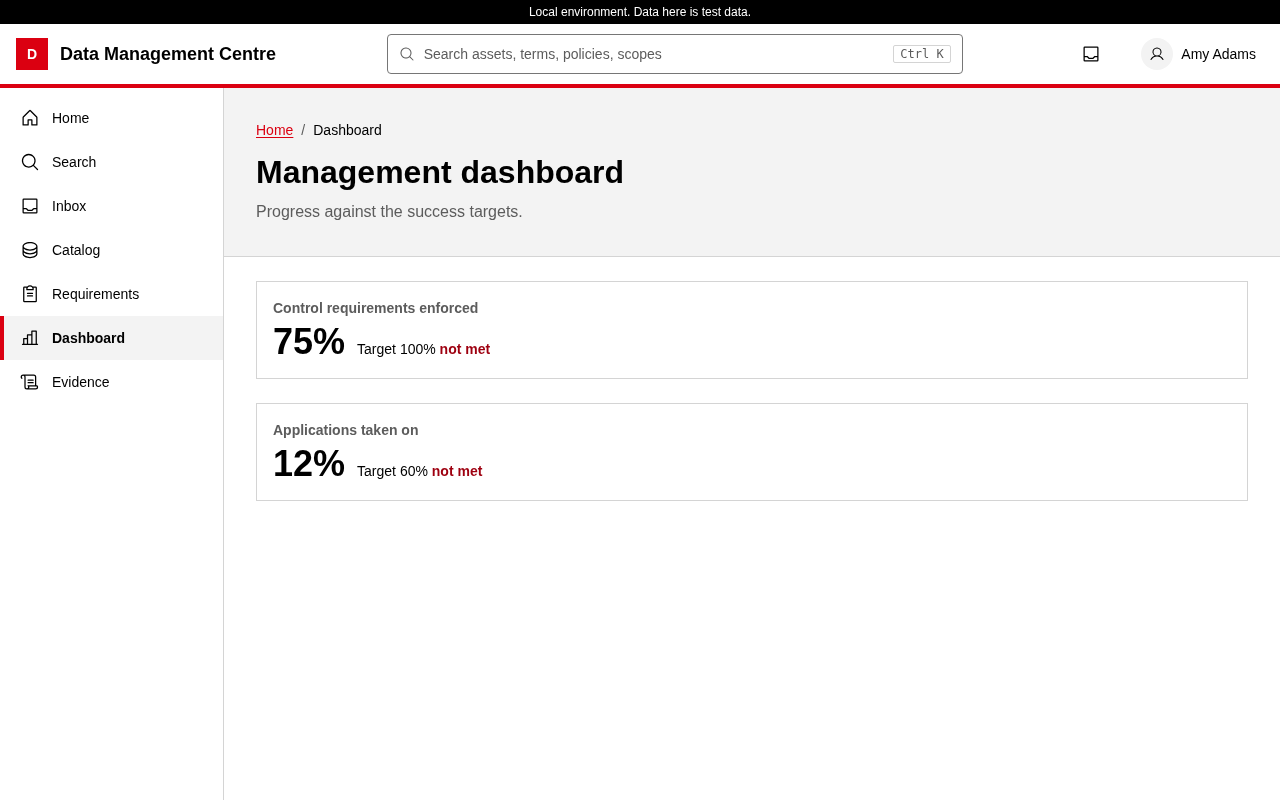 Local environment. Data here is test data.
D
Data Management Centre
Search assets, terms, policies, scopes
Ctrl K
Amy Adams
Home
Search
Inbox
Catalog
Requirements
Dashboard
Evidence
Home / Dashboard
Management dashboard
Progress against the success targets.
Control requirements enforced
75% Target 100% not met
Applications taken on
12% Target 60% not met